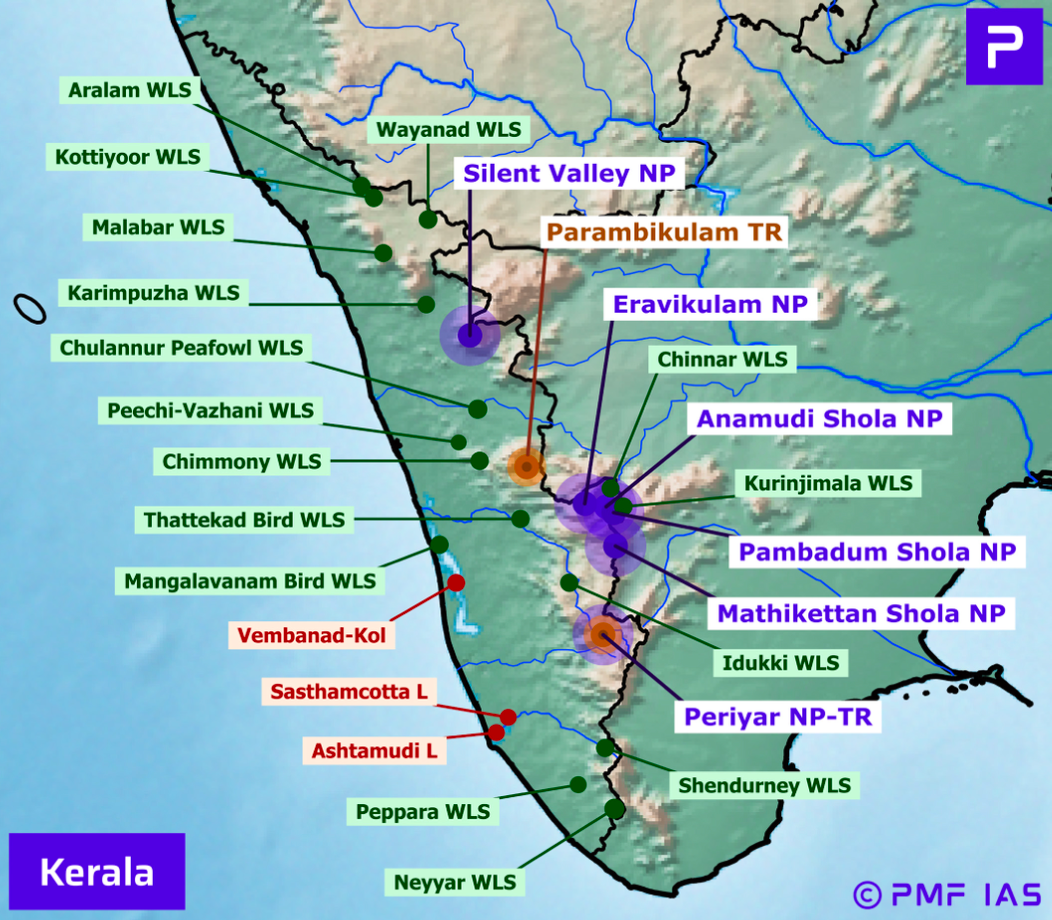 P
Aralam WLS
Wayanad WLS
Kottiyoor WLS
Silent Valley NP
Malabar WLS
Parambikulam TR
Karimpuzha WLS
Eravikulam NP
Chulannur Peafowl WLS
Chinnar WLS
Peechi-Vazhani WLS
Anamudi Shola NP
Chimmony WLS
Kurinjimala WLS
Thattekad Bird WLS
Pambadum Shola NP
Mangalavanam Bird WLS
Mathikettan Shola NP
Vembanad-Kol
Idukki WLS
Sasthamcotta L
Periyar NP-TR
Ashtamudi L
Shendurney WLS
Peppara WLS
Kerala
Neyyar WLS
© PMF IAS